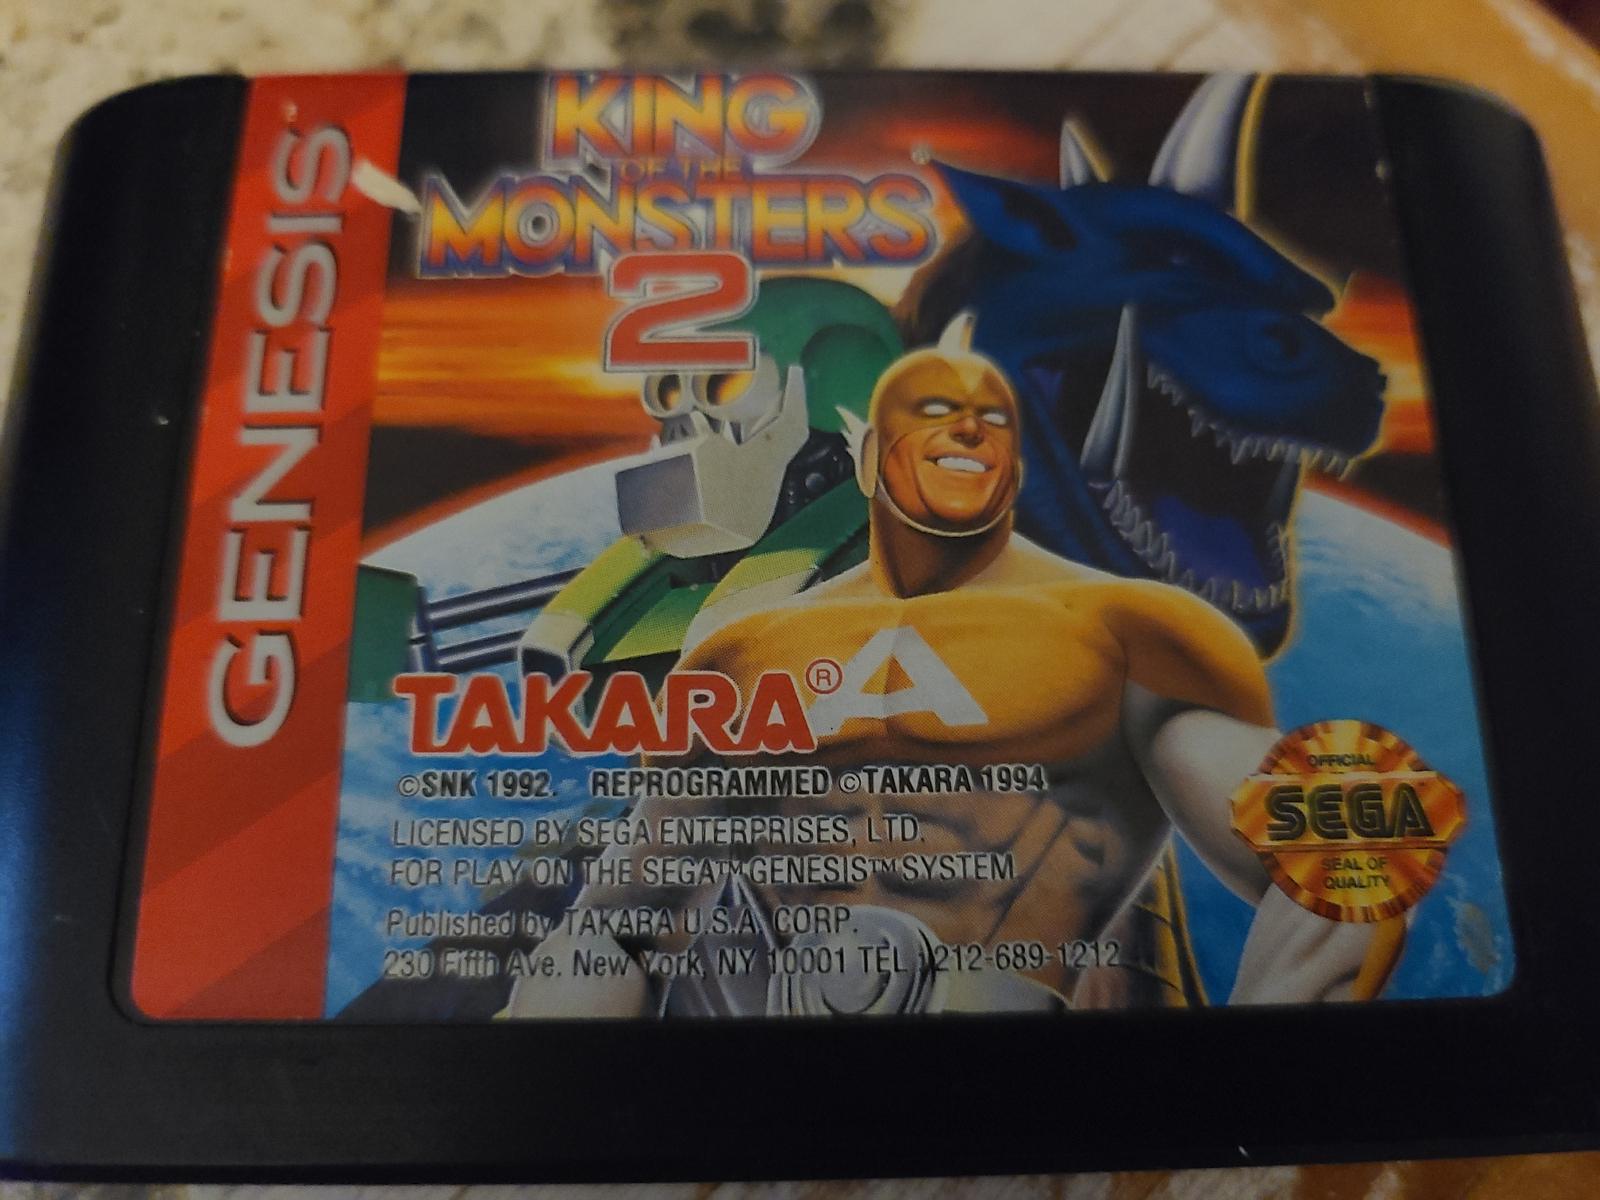 GENESIS™
KING
OF THE
MONSTERS®
2
A
TAKARA®
©SNK 1992. REPROGRAMMED ©TAKARA 1994.
LICENSED BY SEGA ENTERPRISES, LTD.
FOR PLAY ON THE SEGA™ GENESIS™ SYSTEM
Published by TAKARA U.S.A. CORP.
230 Fifth Ave. New York, NY 10001 TEL : 212-689-1212
OFFICIAL
SEGA
SEAL OF
QUALITY